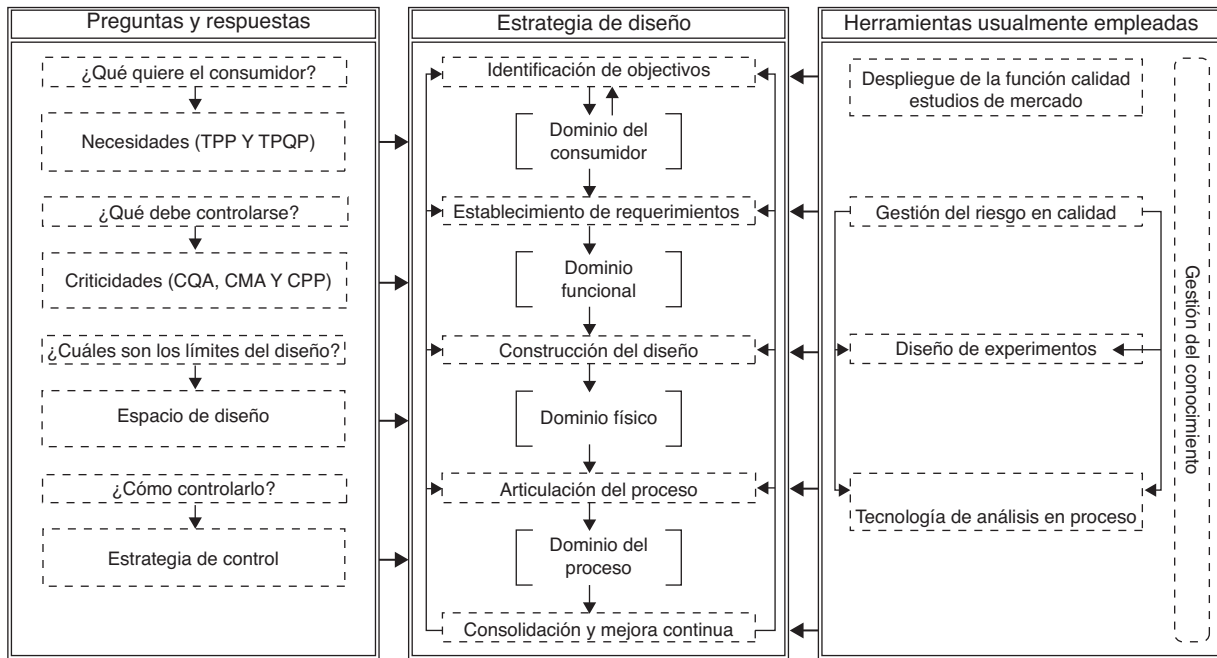 Preguntas y respuestas
¿Qué quiere el consumidor?
Necesidades (TPP Y TPQP)
¿Qué debe controlarse?
Criticidades (CQA, CMA Y CPP)
¿Cuáles son los límites del diseño?
Espacio de diseño
¿Cómo controlarlo?
Estrategia de control
Estrategia de diseño
Identificación de objetivos
Dominio del
consumidor
Establecimiento de requerimientos
Dominio
funcional
Construcción del diseño
Dominio físico
Articulación del proceso
Dominio del
proceso
Consolidación y mejora continua
Herramientas usualmente empleadas
Despliegue de la función calidad
estudios de mercado
Gestión del riesgo en calidad
Diseño de experimentos
Tecnología de análisis en proceso
Gestión del conocimiento